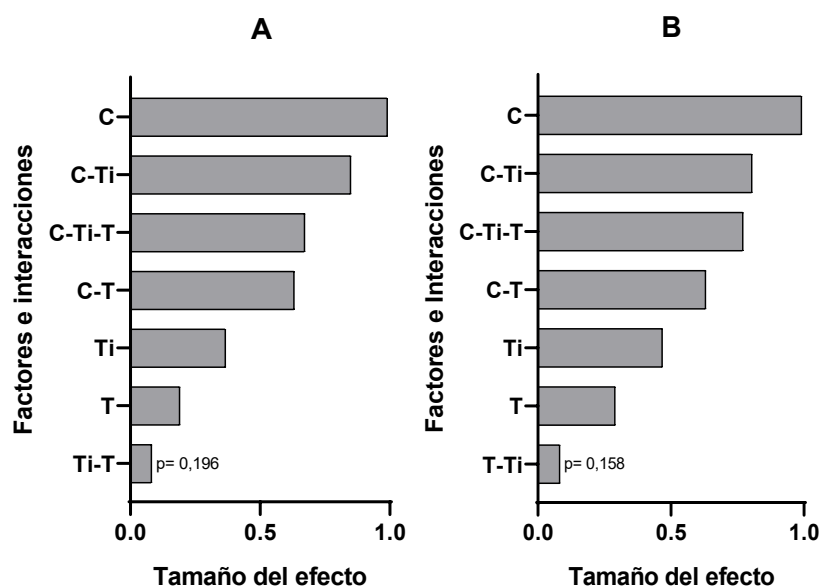 A
Factores e interacciones
C
C-Ti
C-Ti-T
C-T
Ti
T
Ti-T
p= 0,196
0.0 0.5 1.0
Tamaño del efecto
B
Factores e Interacciones
C
C-Ti
C-Ti-T
C-T
Ti
T
T-Ti
p= 0,158
0.0 0.5 1.0
Tamaño del efecto